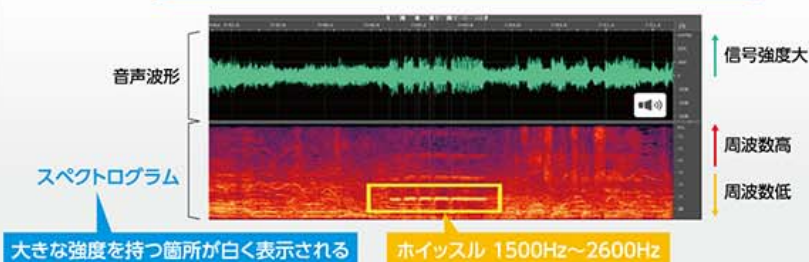 音声波形
信号強度大
周波数高
スペクトログラム
周波数低
大きな強度を持つ箇所が白く表示される
ホイッスル 1500Hz～2600Hz